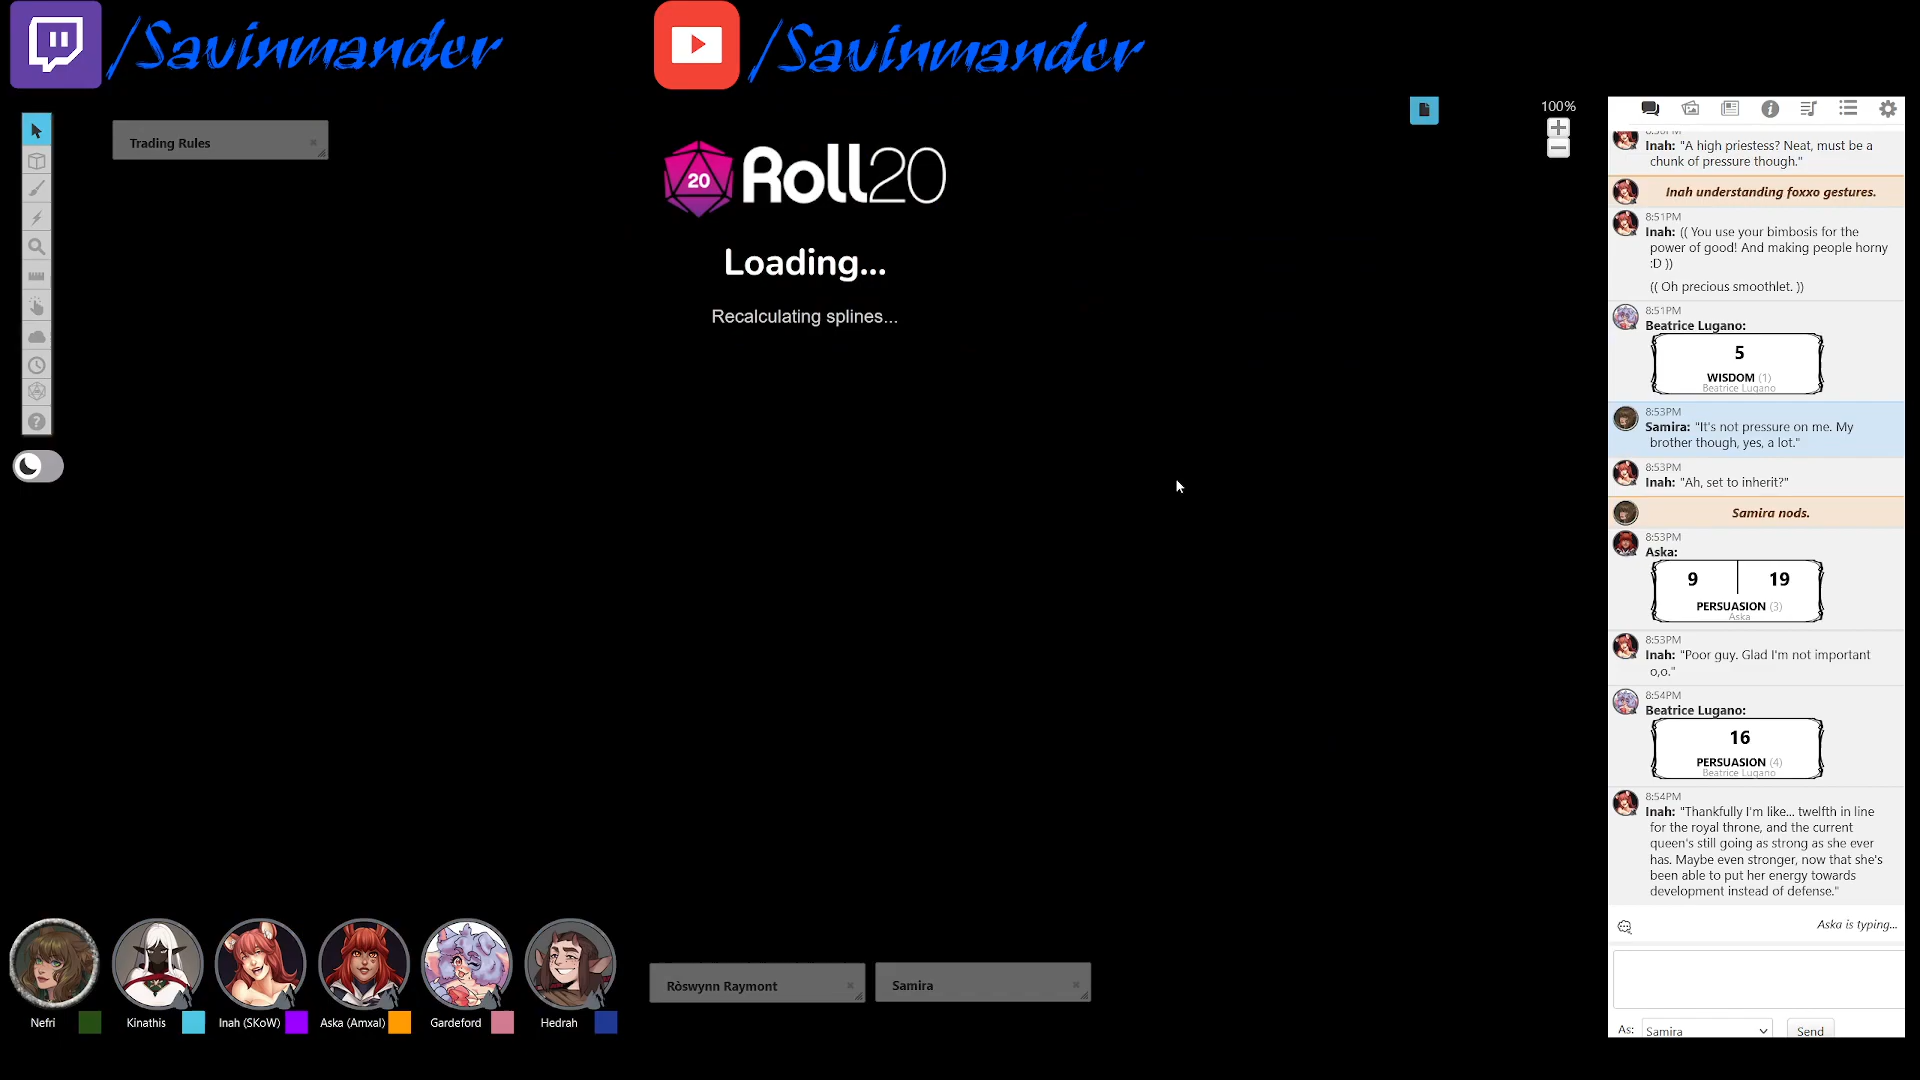 /Savinmander
/Savinmander
Trading Rules
20 Roll20
Loading...
Recalculating splines...
100%
Inah: "A high priestess? Neat, must be a
chunk of pressure though."
Inah understanding foxxo gestures.
8:51PM
Inah: (( You use your bimbosis for the
power of good! And making people horny
:D ))
(( Oh precious smoothlet. ))
8:51PM
Beatrice Lugano:
5
WISDOM (1)
Beatrice Lugano
8:53PM
Samira: "It's not pressure on me. My
brother though, yes, a lot."
8:53PM
Inah: "Ah, set to inherit?"
Samira nods.
8:53PM
Aska:
9 19
PERSUASION (3)
Aska
8:53PM
Inah: "Poor guy. Glad I'm not important
o,o."
8:54PM
Beatrice Lugano:
16
PERSUASION (4)
Beatrice Lugano
8:54PM
Inah: "Thankfully I'm like... twelfth in line
for the royal throne, and the current
queen's still going as strong as she ever
has. Maybe even stronger, now that she's
been able to put her energy towards
development instead of defense."
Aska is typing...
As: Samira Send
Ròswynn Raymont
Samira
Nefri
Kinathis
Inah (SKoW)
Aska (Amxal)
Gardeford
Hedrah